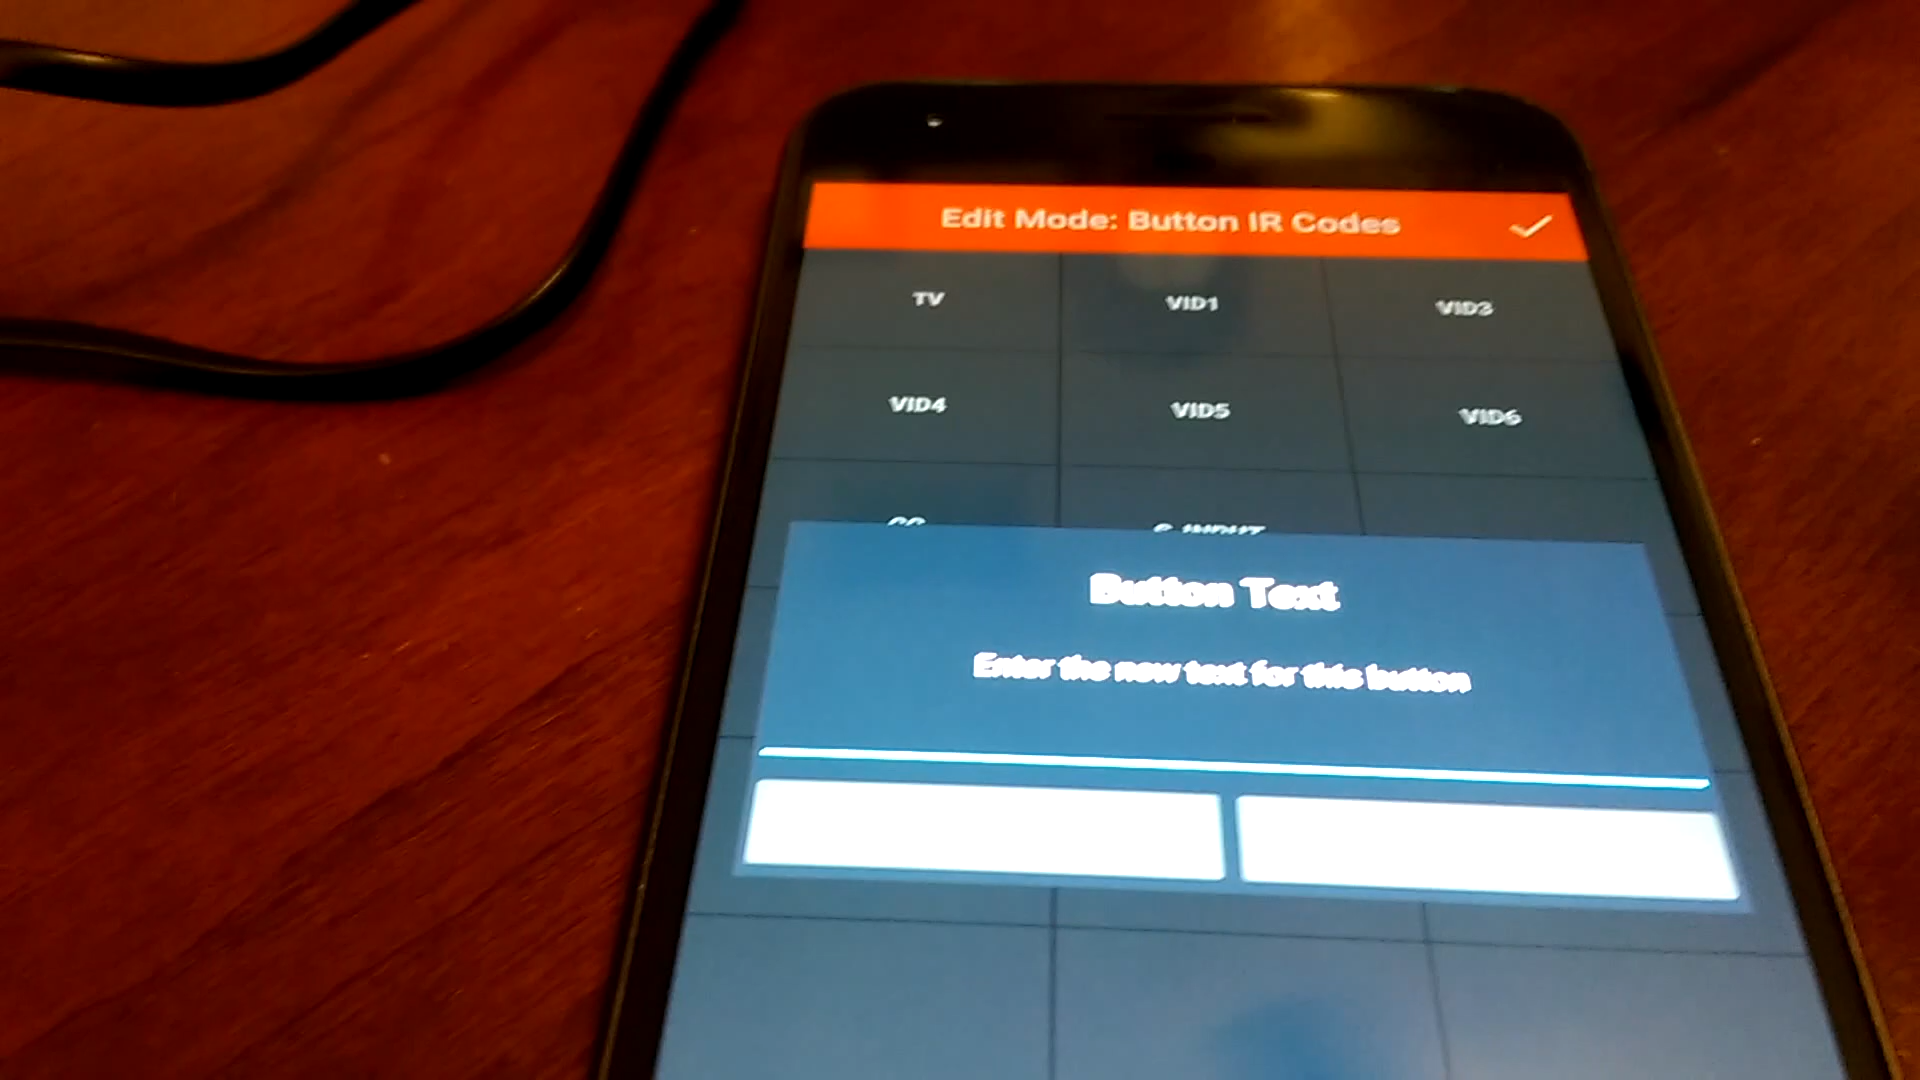 Edit Mode: Button IR Codes
TV VID1 VID3
VID4 VID5 VID6
Button Text
Enter the new text for this button